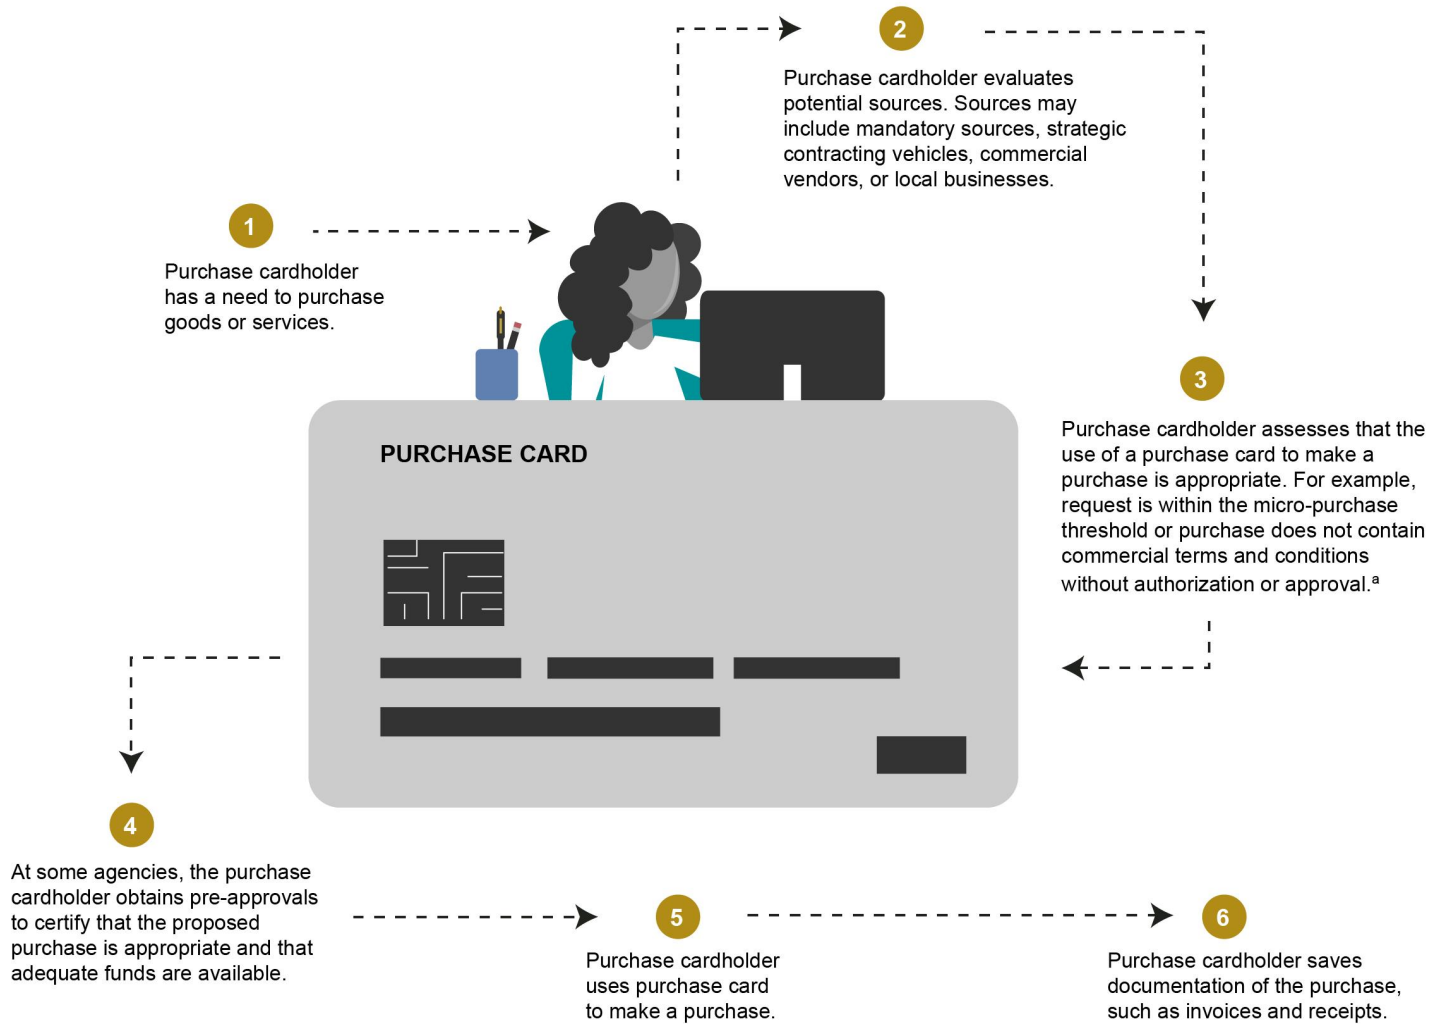 1
Purchase cardholder
has a need to purchase
goods or services.
2
Purchase cardholder evaluates
potential sources. Sources may
include mandatory sources, strategic
contracting vehicles, commercial
vendors, or local businesses.
3
Purchase cardholder assesses that the
use of a purchase card to make a
purchase is appropriate. For example,
request is within the micro-purchase
threshold or purchase does not contain
commercial terms and conditions
without authorization or approval.ᵃ
PURCHASE CARD
4
At some agencies, the purchase
cardholder obtains pre-approvals
to certify that the proposed
purchase is appropriate and that
adequate funds are available.
5
Purchase cardholder
uses purchase card
to make a purchase.
6
Purchase cardholder saves
documentation of the purchase,
such as invoices and receipts.